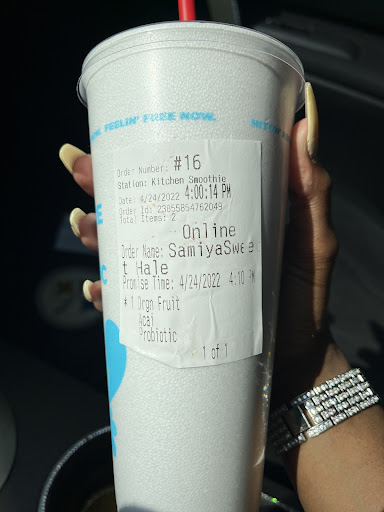 FEELIN' FREE NOW.
Order Number: #16
Station: Kitchen Smoothie
Date: 4/24/2022 4:00:14 PM
Order Id: 23855854762049
Total Items: 2
Online
Order Name: SamiyaSwee
t Hale
Promise Time: 4/24/2022 4:10 PM
# 1 Orgn Fruit
Acai
Probiotic
1 of 1